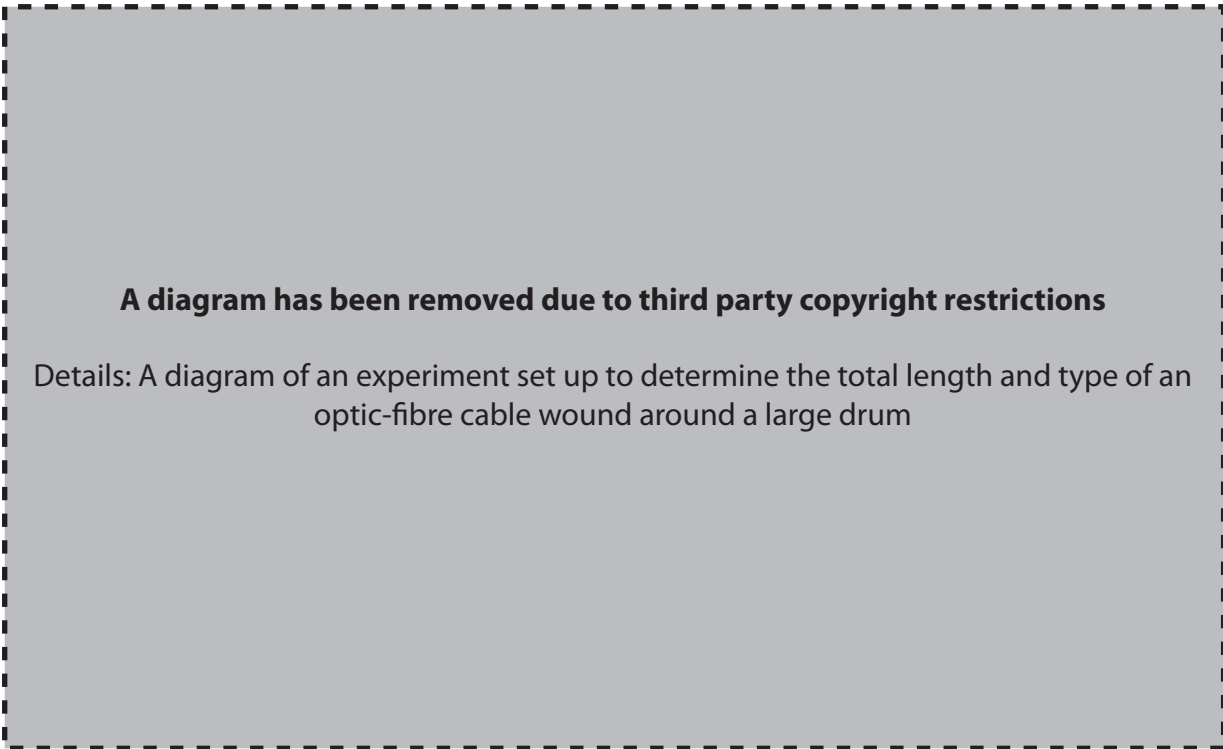 A diagram has been removed due to third party copyright restrictions
Details: A diagram of an experiment set up to determine the total length and type of an
optic-fibre cable wound around a large drum